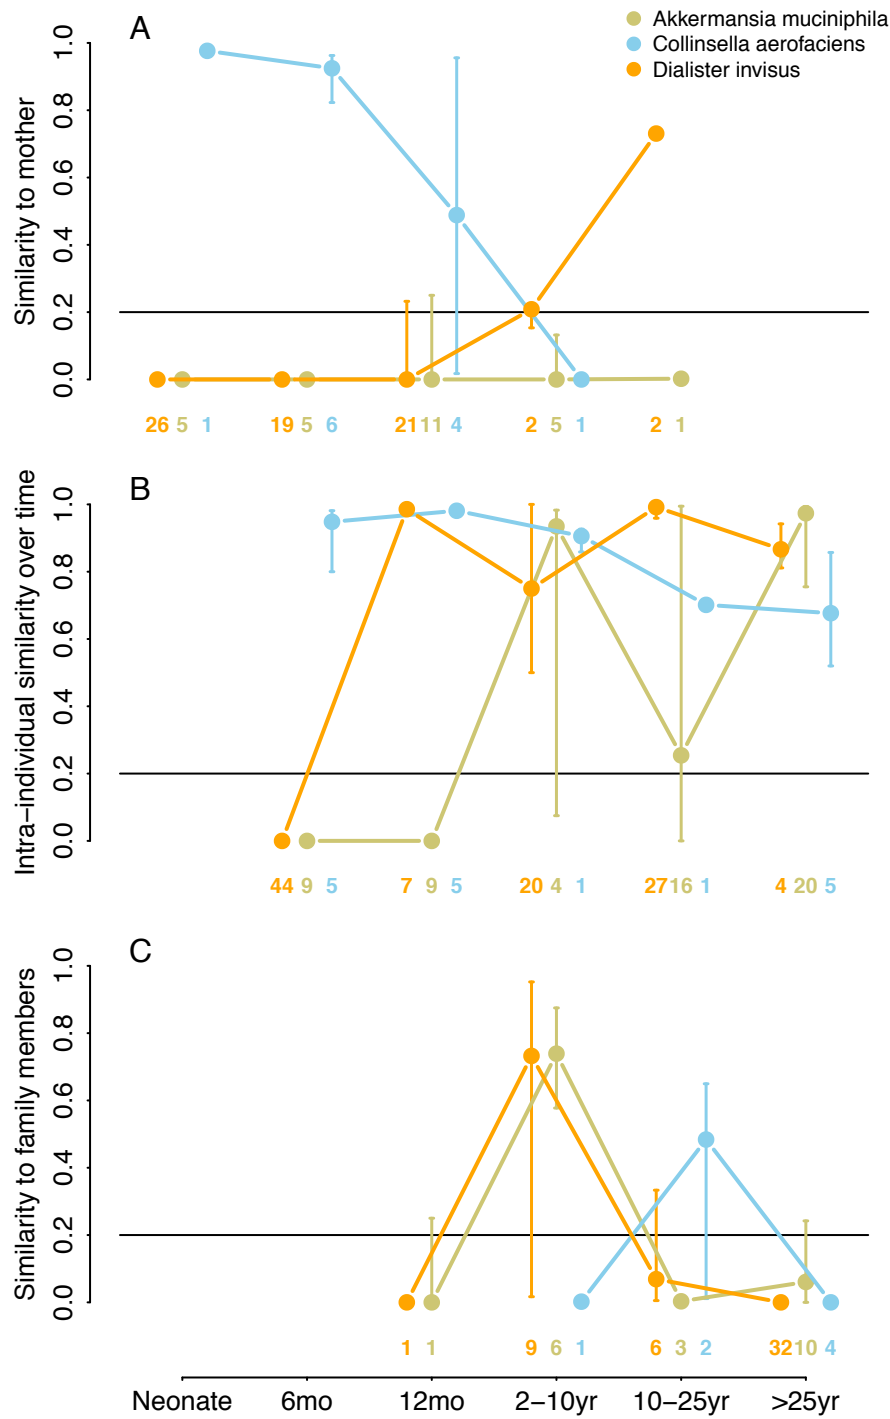 A
Akkermansia muciniphila
Collinsella aerofaciens
Dialister invisus
Similarity to mother
1.0
0.8
0.6
0.4
0.2
0.0
26 5 1 19 5 6 21 11 4 2 5 1 2 1
B
Intra−individual similarity over time
1.0
0.8
0.6
0.4
0.2
0.0
44 9 5 7 9 5 20 4 1 27 16 1 4 20 5
C
Similarity to family members
1.0
0.8
0.6
0.4
0.2
0.0
1 1 9 6 1 6 3 2 32 10 4
Neonate 6mo 12mo 2−10yr 10−25yr >25yr